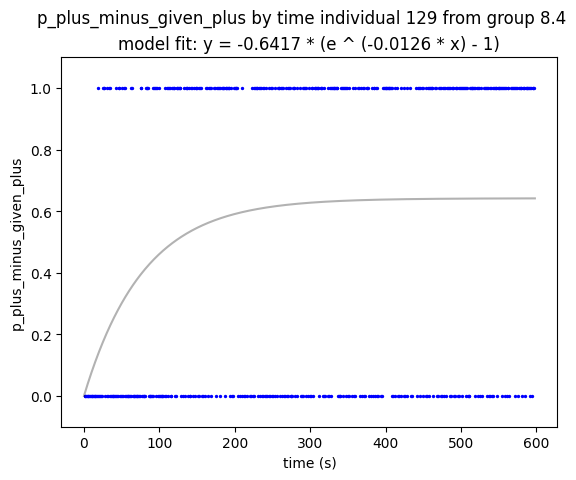 p_plus_minus_given_plus by time individual 129 from group 8.4
model fit: y = -0.6417 * (e ^ (-0.0126 * x) - 1)
1.0
0.8
0.6
0.4
0.2
0.0
p_plus_minus_given_plus
0 100 200 300 400 500 600
time (s)